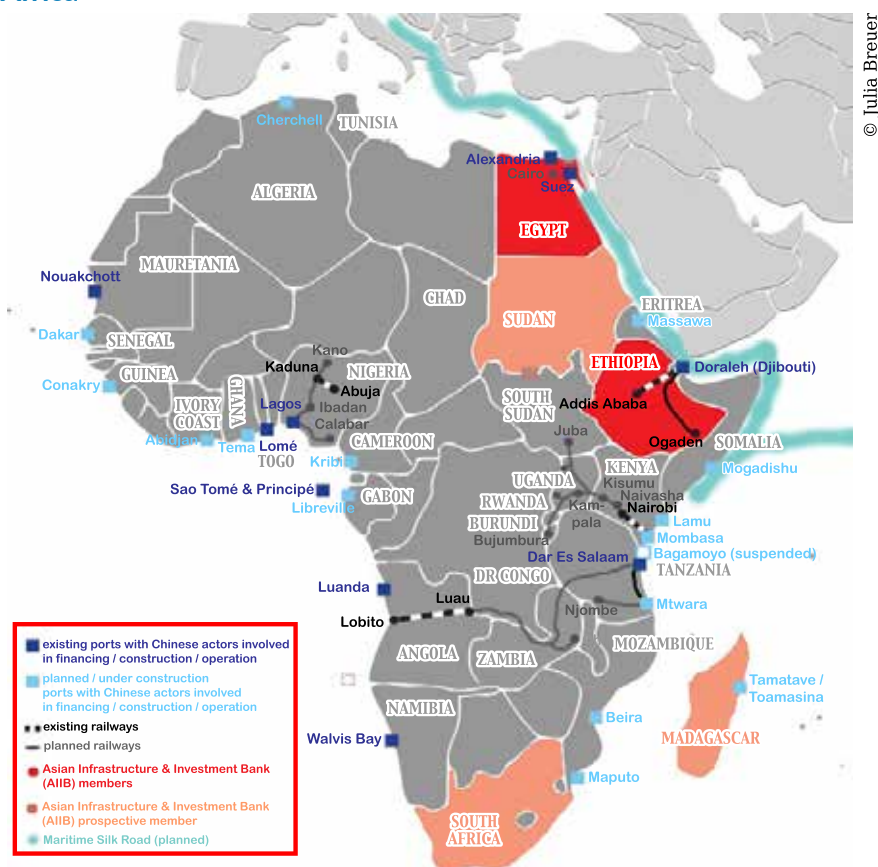 © Julia Breuer
Cherchell
TUNISIA
ALGERIA
Alexandria
Cairo
Suez
EGYPT
MAURETANIA
Nouakchott
CHAD
SUDAN
ERITREA
Massawa
Dakar
SENEGAL
Kano
Kaduna
NIGERIA
ETHIOPIA
Doraleh (Djibouti)
Conakry
GUINEA
Abuja
IVORY
COAST
GHANA
Lagos
Ibadan
Calabar
SOUTH
SUDAN
Addis Ababa
Ogaden
SOMALIA
Abidjan
Tema
Lomé
TOGO
CAMEROON
Kribi
Juba
Mogadishu
UGANDA
KENYA
Kisumu
Naivasha
Nairobi
Sao Tomé & Principé
Libreville
GABON
RWANDA
Kam-
pala
BURUNDI
Bujumbura
Lamu
Mombasa
Bagamoyo (suspended)
Dar Es Salaam
TANZANIA
DR CONGO
Luanda
Luau
Lobito
Njombe
Mtwara
ANGOLA
ZAMBIA
MOZAMBIQUE
Tamatave /
Toamasina
NAMIBIA
Beira
MADAGASCAR
Walvis Bay
Maputo
SOUTH
AFRICA
existing ports with Chinese actors involved
in financing / construction / operation
planned / under construction
ports with Chinese actors involved
in financing / construction / operation
existing railways
planned railways
Asian Infrastructure & Investment Bank
(AIIB) members
Asian Infrastructure & Investment Bank
(AIIB) prospective member
Maritime Silk Road (planned)